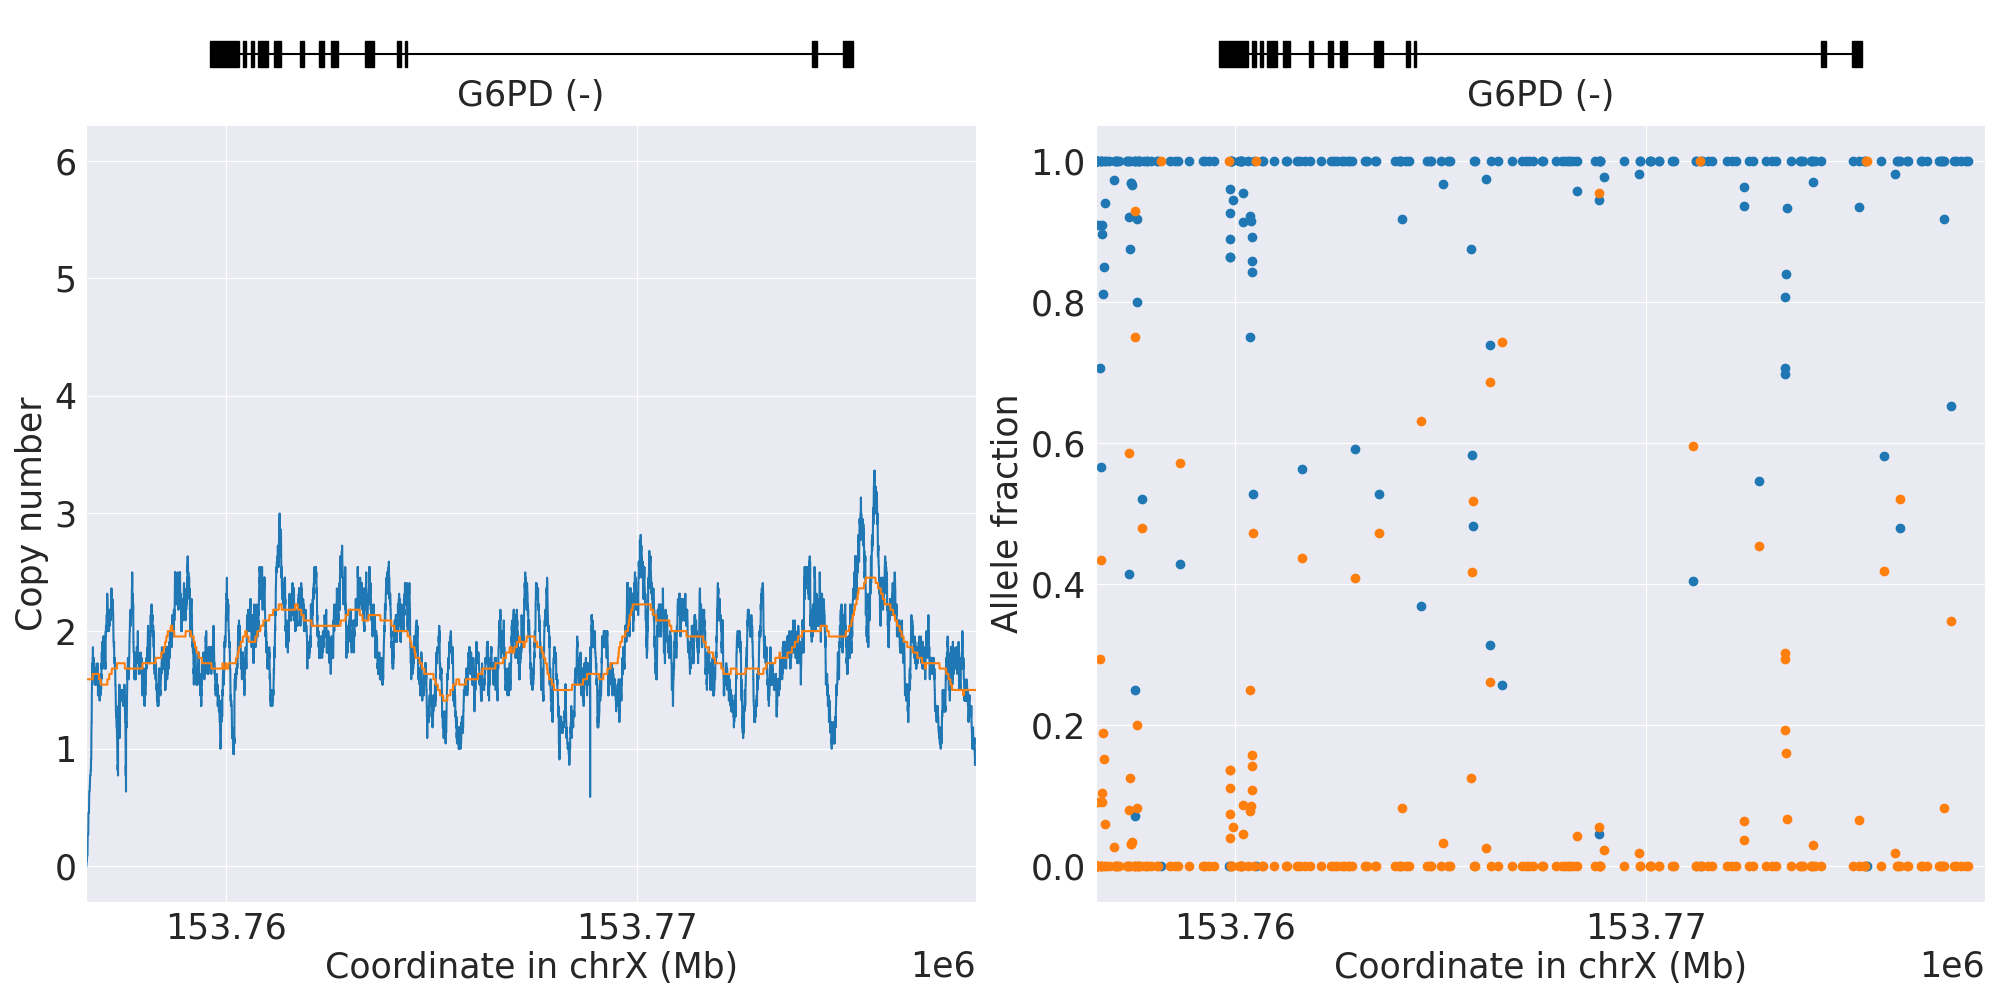 G6PD (-)
6
5
4
3
2
1
0
Copy number
153.76
153.77
Coordinate in chrX (Mb)
1e6
G6PD (-)
1.0
0.8
0.6
0.4
0.2
0.0
Allele fraction
153.76
153.77
Coordinate in chrX (Mb)
1e6